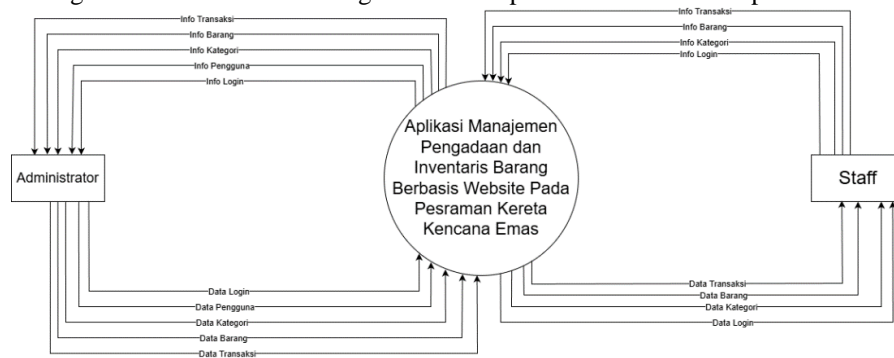 Info Transaksi
Info Barang
Info Kategori
Info Pengguna
Info Login
Info Transaksi
Info Barang
Info Kategori
Info Login
Administrator
Aplikasi Manajemen
Pengadaan dan
Inventaris Barang
Berbasis Website Pada
Pesraman Kereta
Kencana Emas
Staff
Data Login
Data Pengguna
Data Kategori
Data Barang
Data Transaksi
Data Transaksi
Data Barang
Data Kategori
Data Login